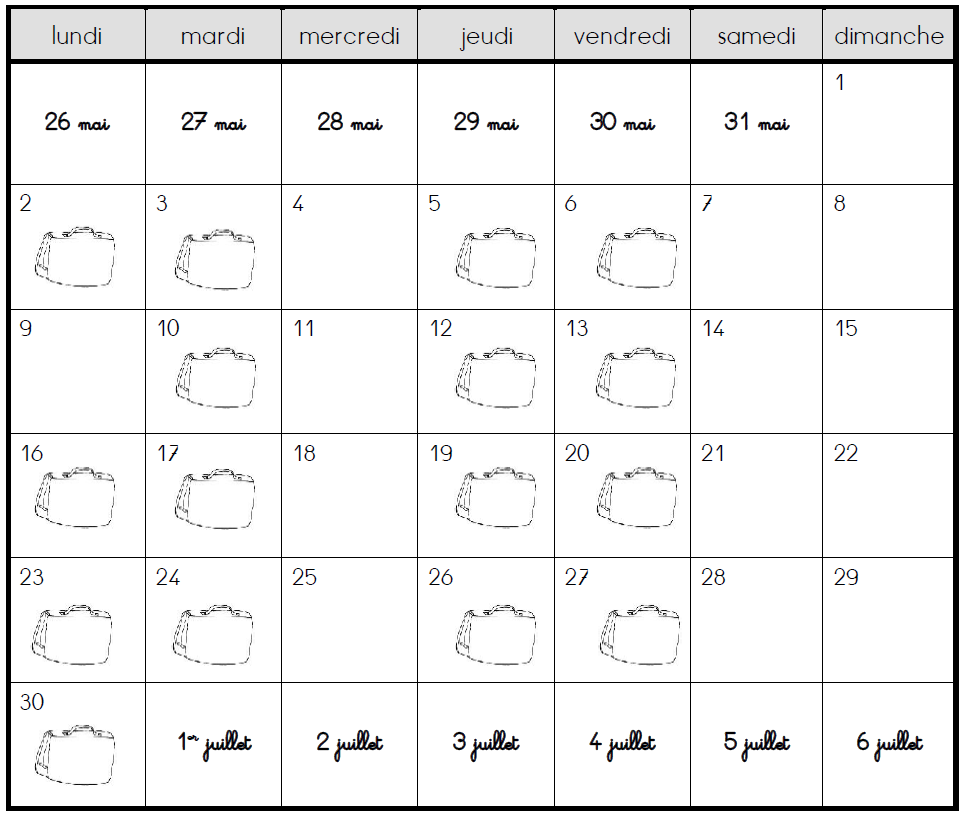 lundi mardi mercredi jeudi vendredi samedi dimanche
26 mai 27 mai 28 mai 29 mai 30 mai 31 mai 1
2 3 4 5 6 7 8
9 10 11 12 13 14 15
16 17 18 19 20 21 22
23 24 25 26 27 28 29
30 1er juillet 2 juillet 3 juillet 4 juillet 5 juillet 6 juillet